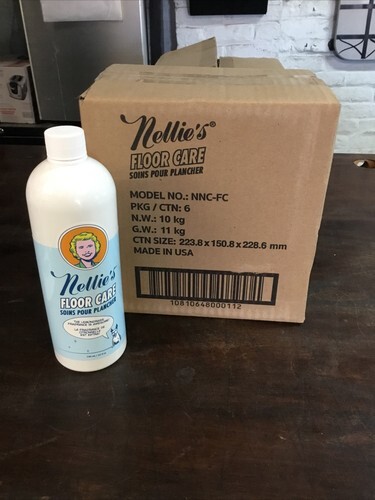 Nellie's®
FLOOR CARE
SOINS POUR PLANCHER
MODEL NO.: NNC-FC
PKG / CTN: 6
N.W.: 10 kg
G.W.: 11 kg
CTN SIZE: 223.8 x 150.8 x 228.6 mm
MADE IN USA
10810648000112
Nellie's
FLOOR CARE
SOINS POUR PLANCHER